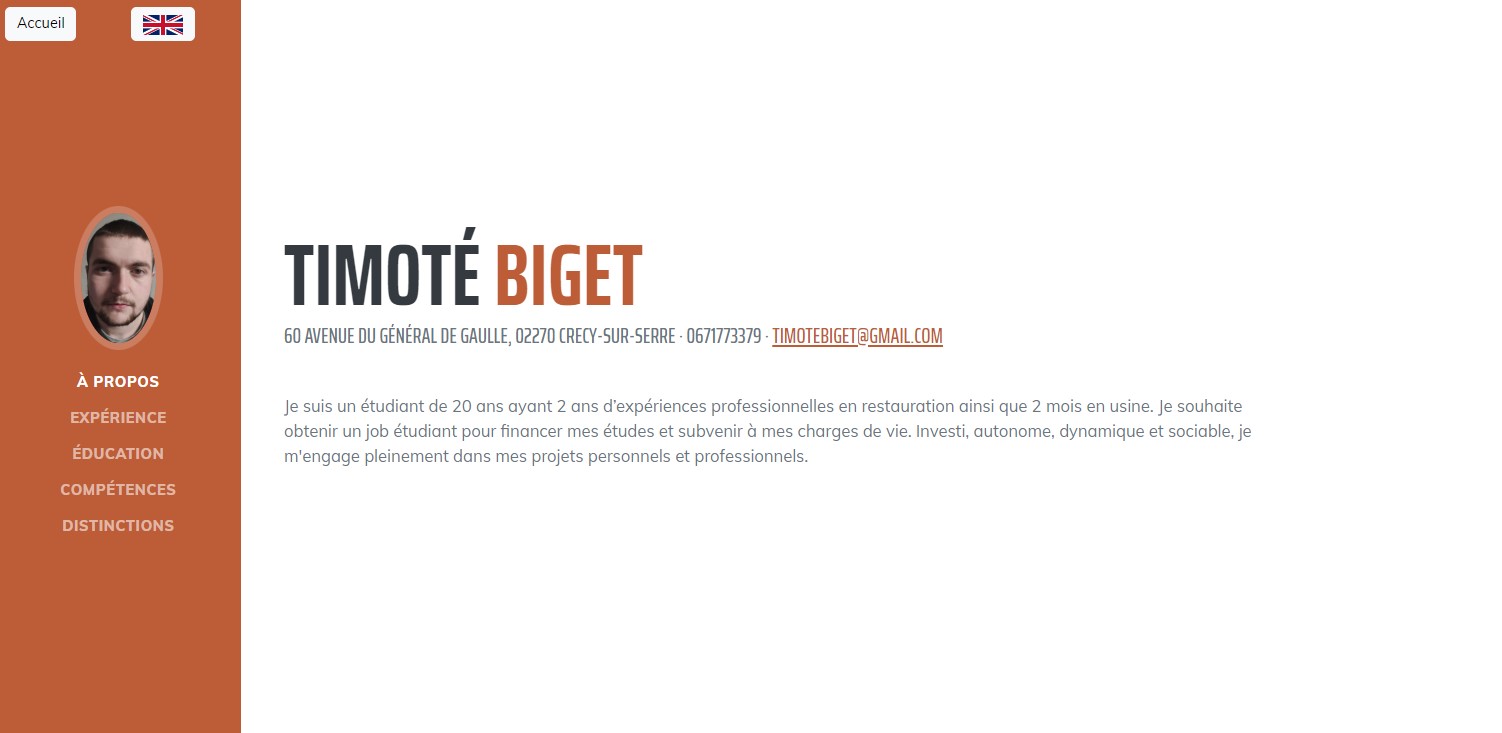 Accueil
TIMOTÉ BIGET
60 AVENUE DU GÉNÉRAL DE GAULLE, 02270 CRECY-SUR-SERRE · 0671773379 · TIMOTEBIGET@GMAIL.COM
À PROPOS
EXPÉRIENCE
ÉDUCATION
COMPÉTENCES
DISTINCTIONS
Je suis un étudiant de 20 ans ayant 2 ans d’expériences professionnelles en restauration ainsi que 2 mois en usine. Je souhaite
obtenir un job étudiant pour financer mes études et subvenir à mes charges de vie. Investi, autonome, dynamique et sociable, je
m'engage pleinement dans mes projets personnels et professionnels.